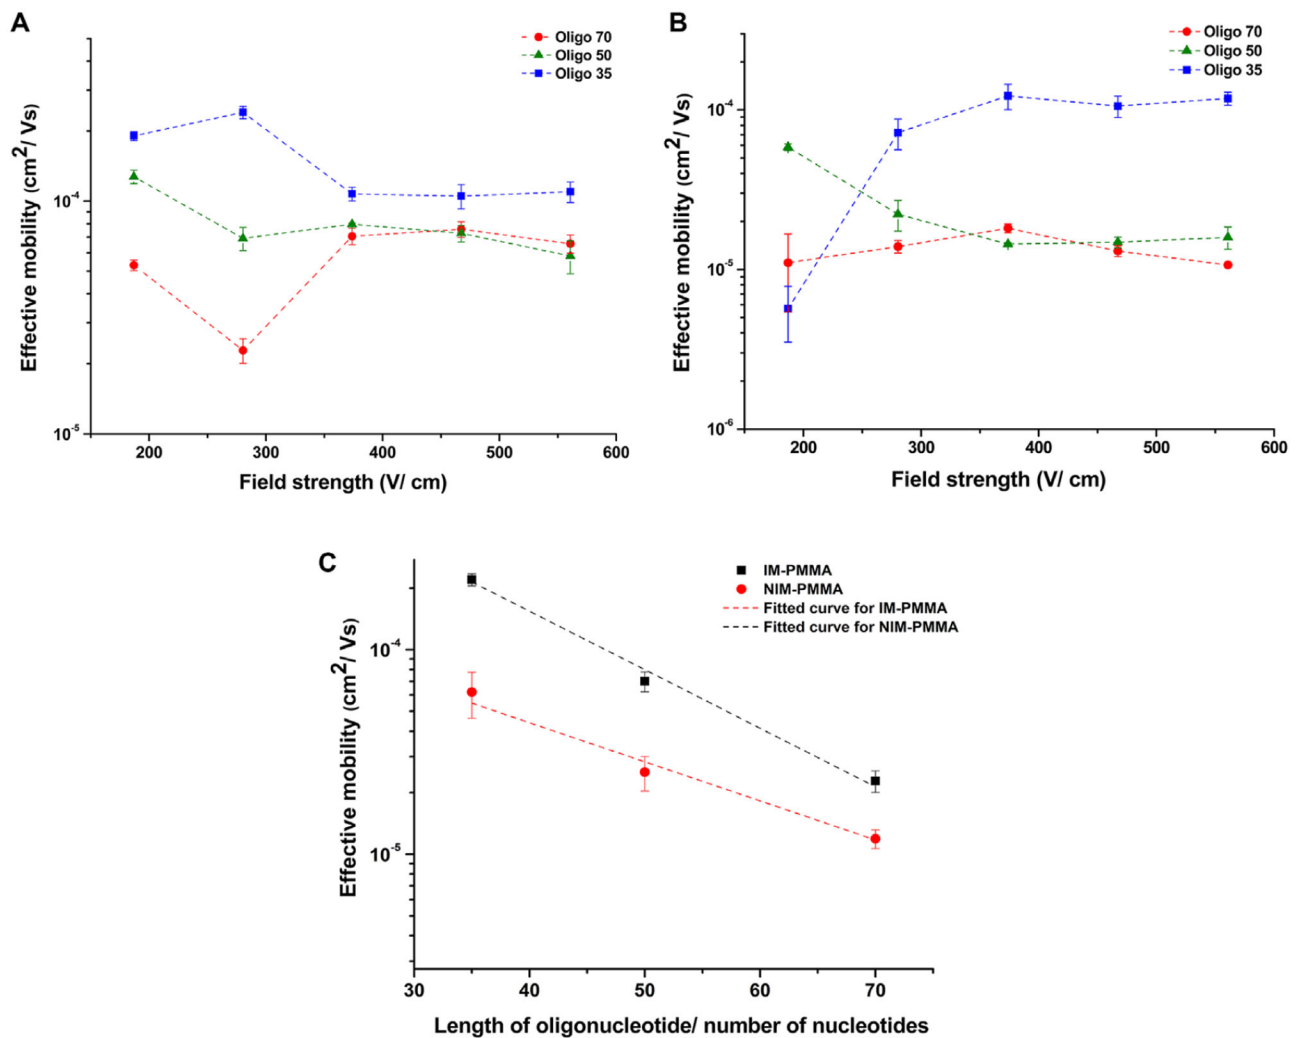 A
Oligo 70
Oligo 50
Oligo 35
Effective mobility (cm²/ Vs)
10⁻⁴
10⁻⁵
200 300 400 500 600
Field strength (V/ cm)
B
Oligo 70
Oligo 50
Oligo 35
Effective mobility (cm²/ Vs)
10⁻⁴
10⁻⁵
10⁻⁶
200 300 400 500 600
Field strength (V/ cm)
C
IM-PMMA
NIM-PMMA
Fitted curve for IM-PMMA
Fitted curve for NIM-PMMA
Effective mobility (cm²/ Vs)
10⁻⁴
10⁻⁵
30 40 50 60 70
Length of oligonucleotide/ number of nucleotides